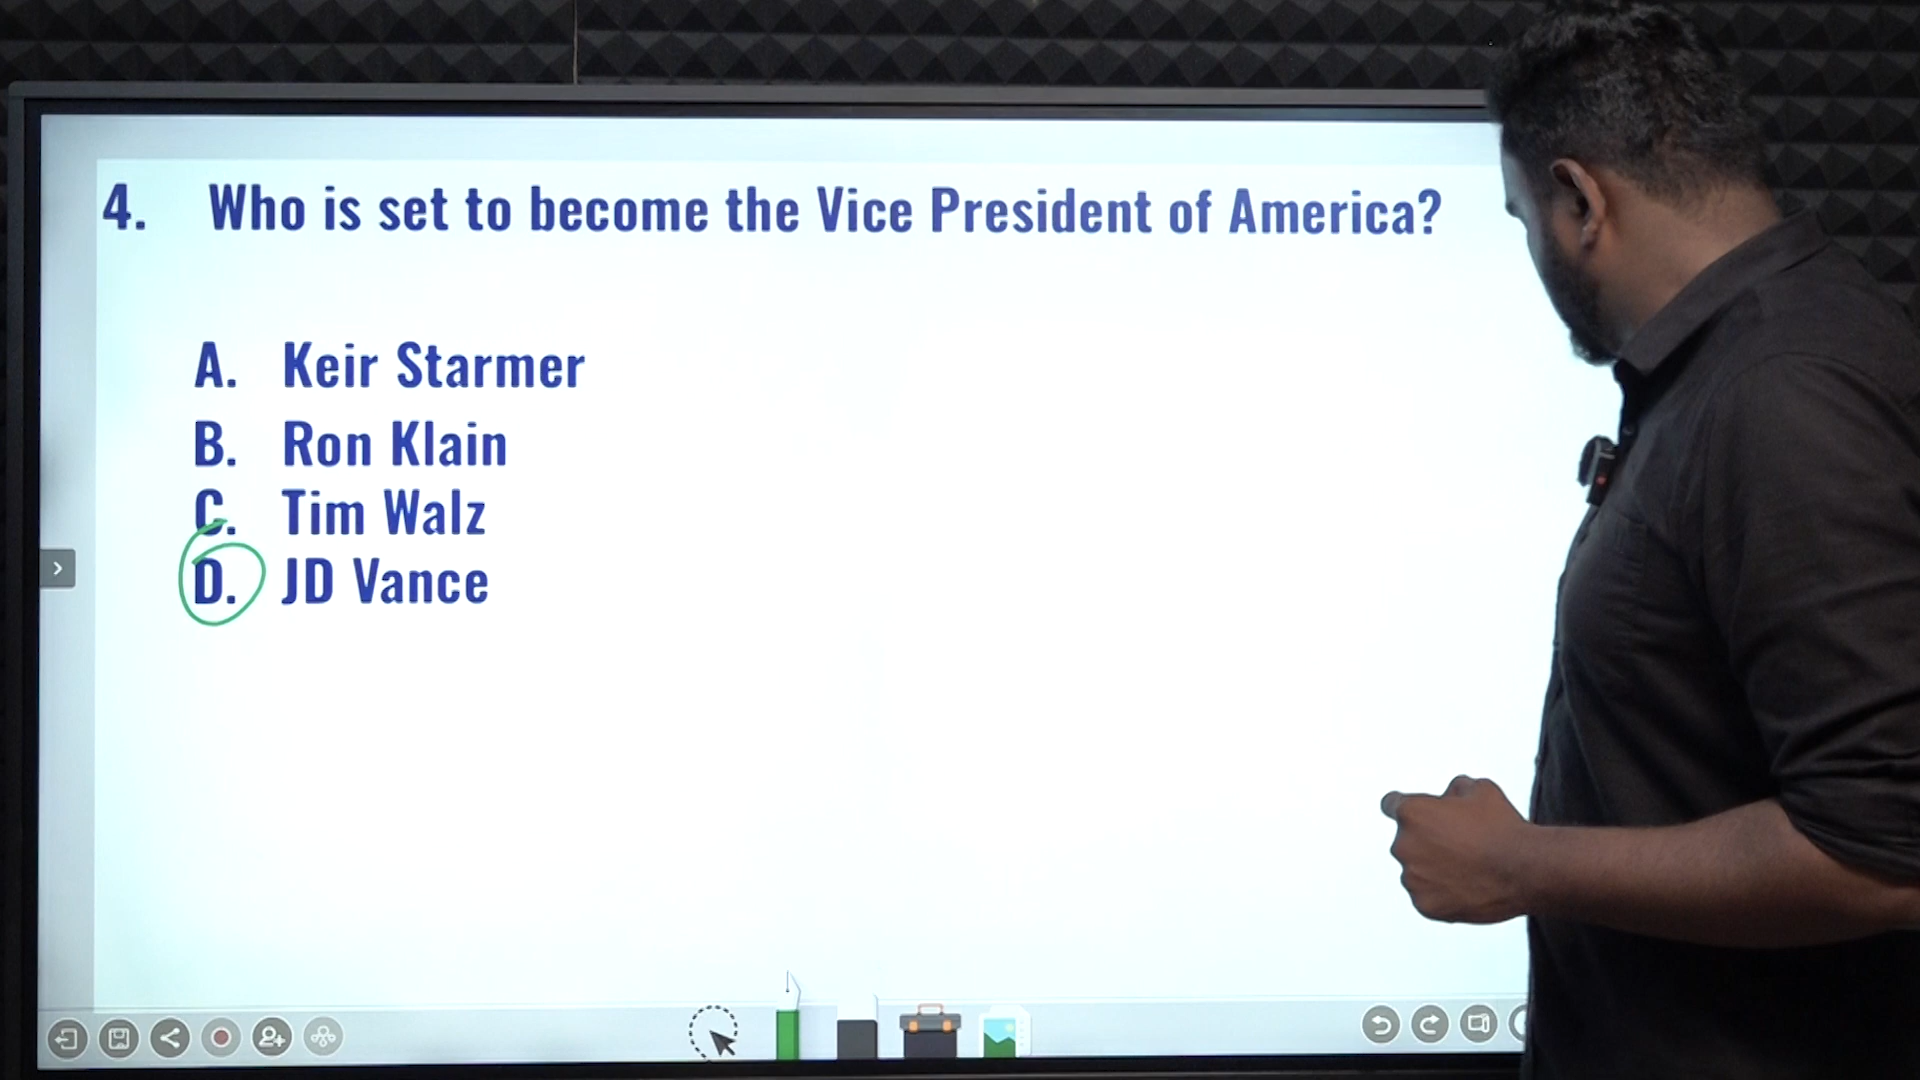 4. Who is set to become the Vice President of America?
A. Keir Starmer
B. Ron Klain
C. Tim Walz
D. JD Vance